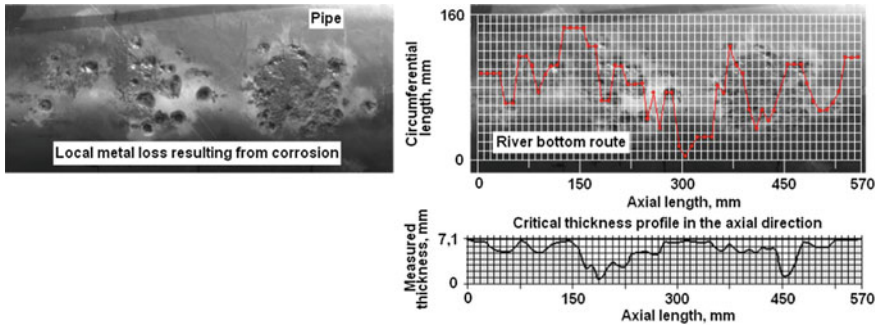 Pipe
Local metal loss resulting from corrosion
Circumferential
length, mm
160
0
River bottom route
0 150 300 450 570
Axial length, mm
Critical thickness profile in the axial direction
Measured
thickness, mm
7,1
0
0 150 300 450 570
Axial length, mm